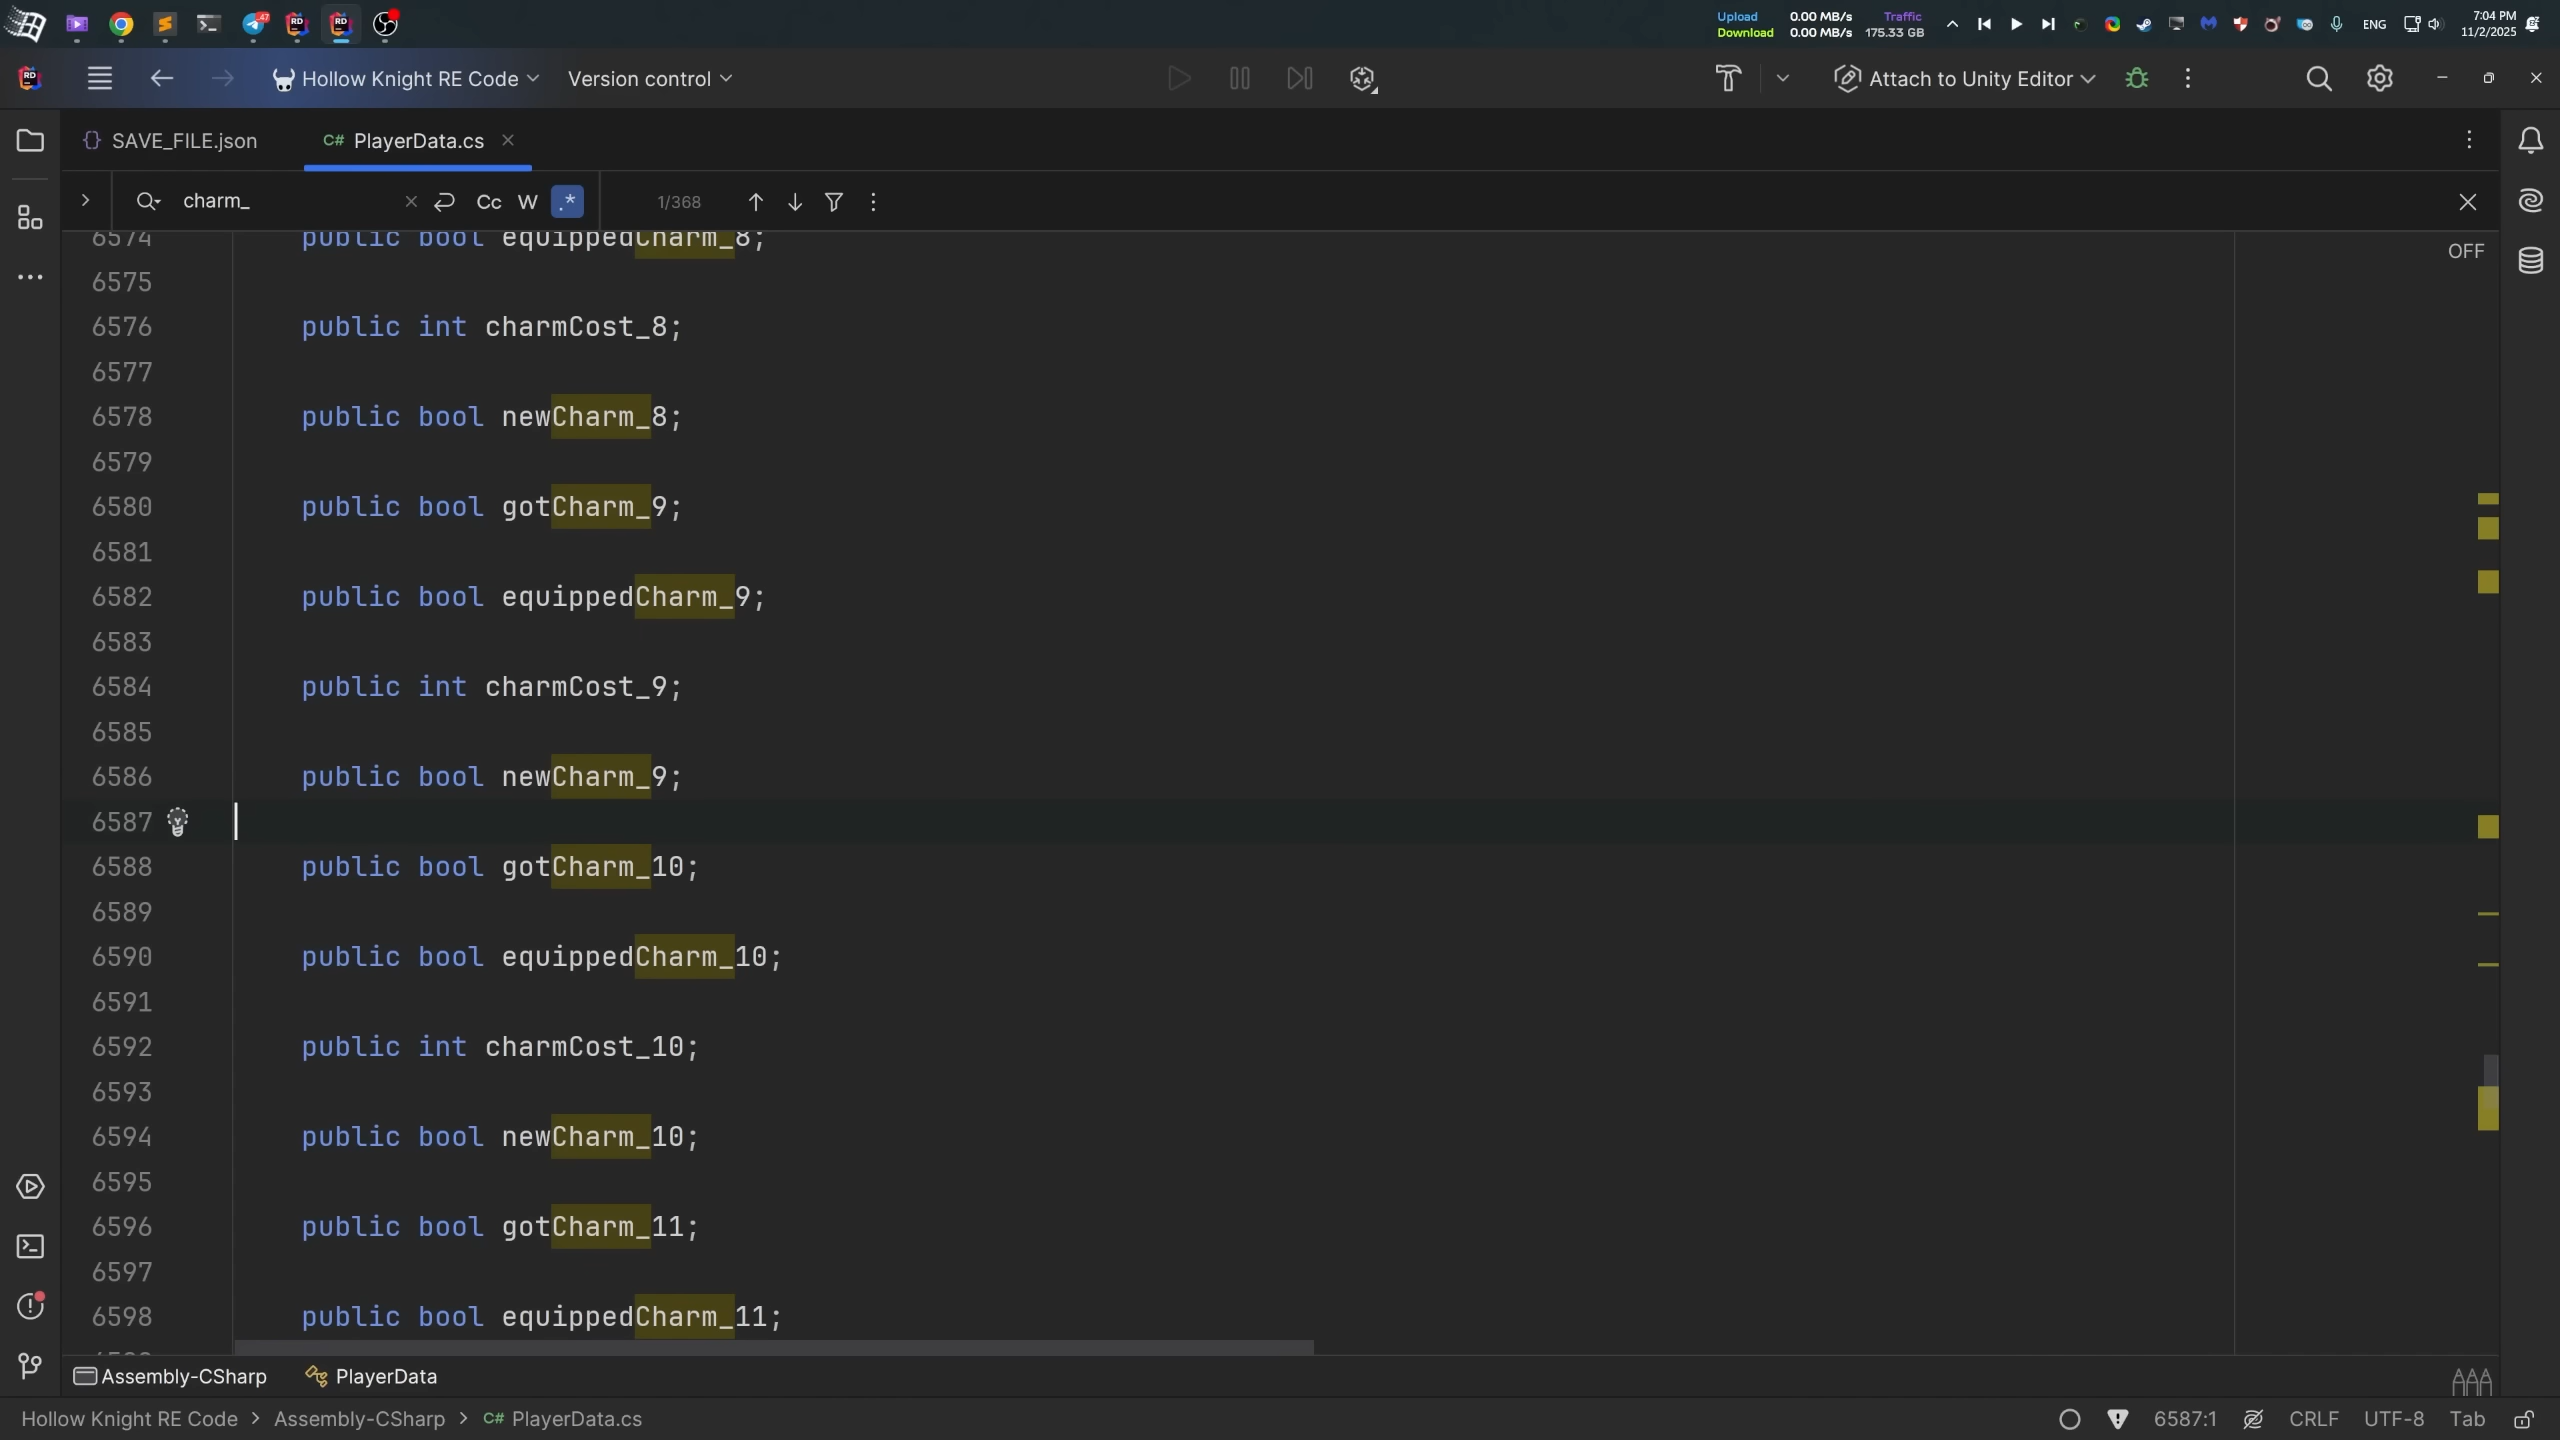 Upload 0.00 MB/s Traffic
Download 0.00 MB/s 175.33 GB
47
ENG
7:04 PM
11/2/2025
Hollow Knight RE Code
Version control
Attach to Unity Editor
SAVE_FILE.json
C# PlayerData.cs
charm_
Cc W .*
1/368
OFF
6574 public bool equippedCharm_8;
6575
6576 public int charmCost_8;
6577
6578 public bool newCharm_8;
6579
6580 public bool gotCharm_9;
6581
6582 public bool equippedCharm_9;
6583
6584 public int charmCost_9;
6585
6586 public bool newCharm_9;
6587
6588 public bool gotCharm_10;
6589
6590 public bool equippedCharm_10;
6591
6592 public int charmCost_10;
6593
6594 public bool newCharm_10;
6595
6596 public bool gotCharm_11;
6597
6598 public bool equippedCharm_11;
Assembly-CSharp PlayerData
Hollow Knight RE Code > Assembly-CSharp > C# PlayerData.cs
6587:1 CRLF UTF-8 Tab